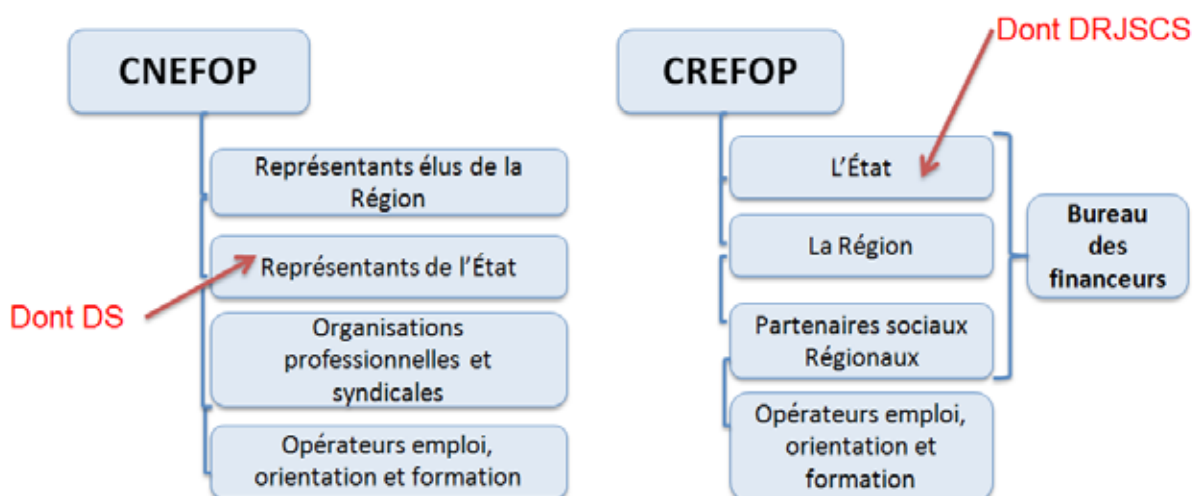 Dont DRJSCS
CNEFOP
Représentants élus de la
Région
Représentants de l'État
Dont DS
Organisations
professionnelles et
syndicales
Opérateurs emploi,
orientation et formation
CREFOP
L'État
La Région
Partenaires sociaux
Régionaux
Opérateurs emploi,
orientation et
formation
Bureau
des
financeurs